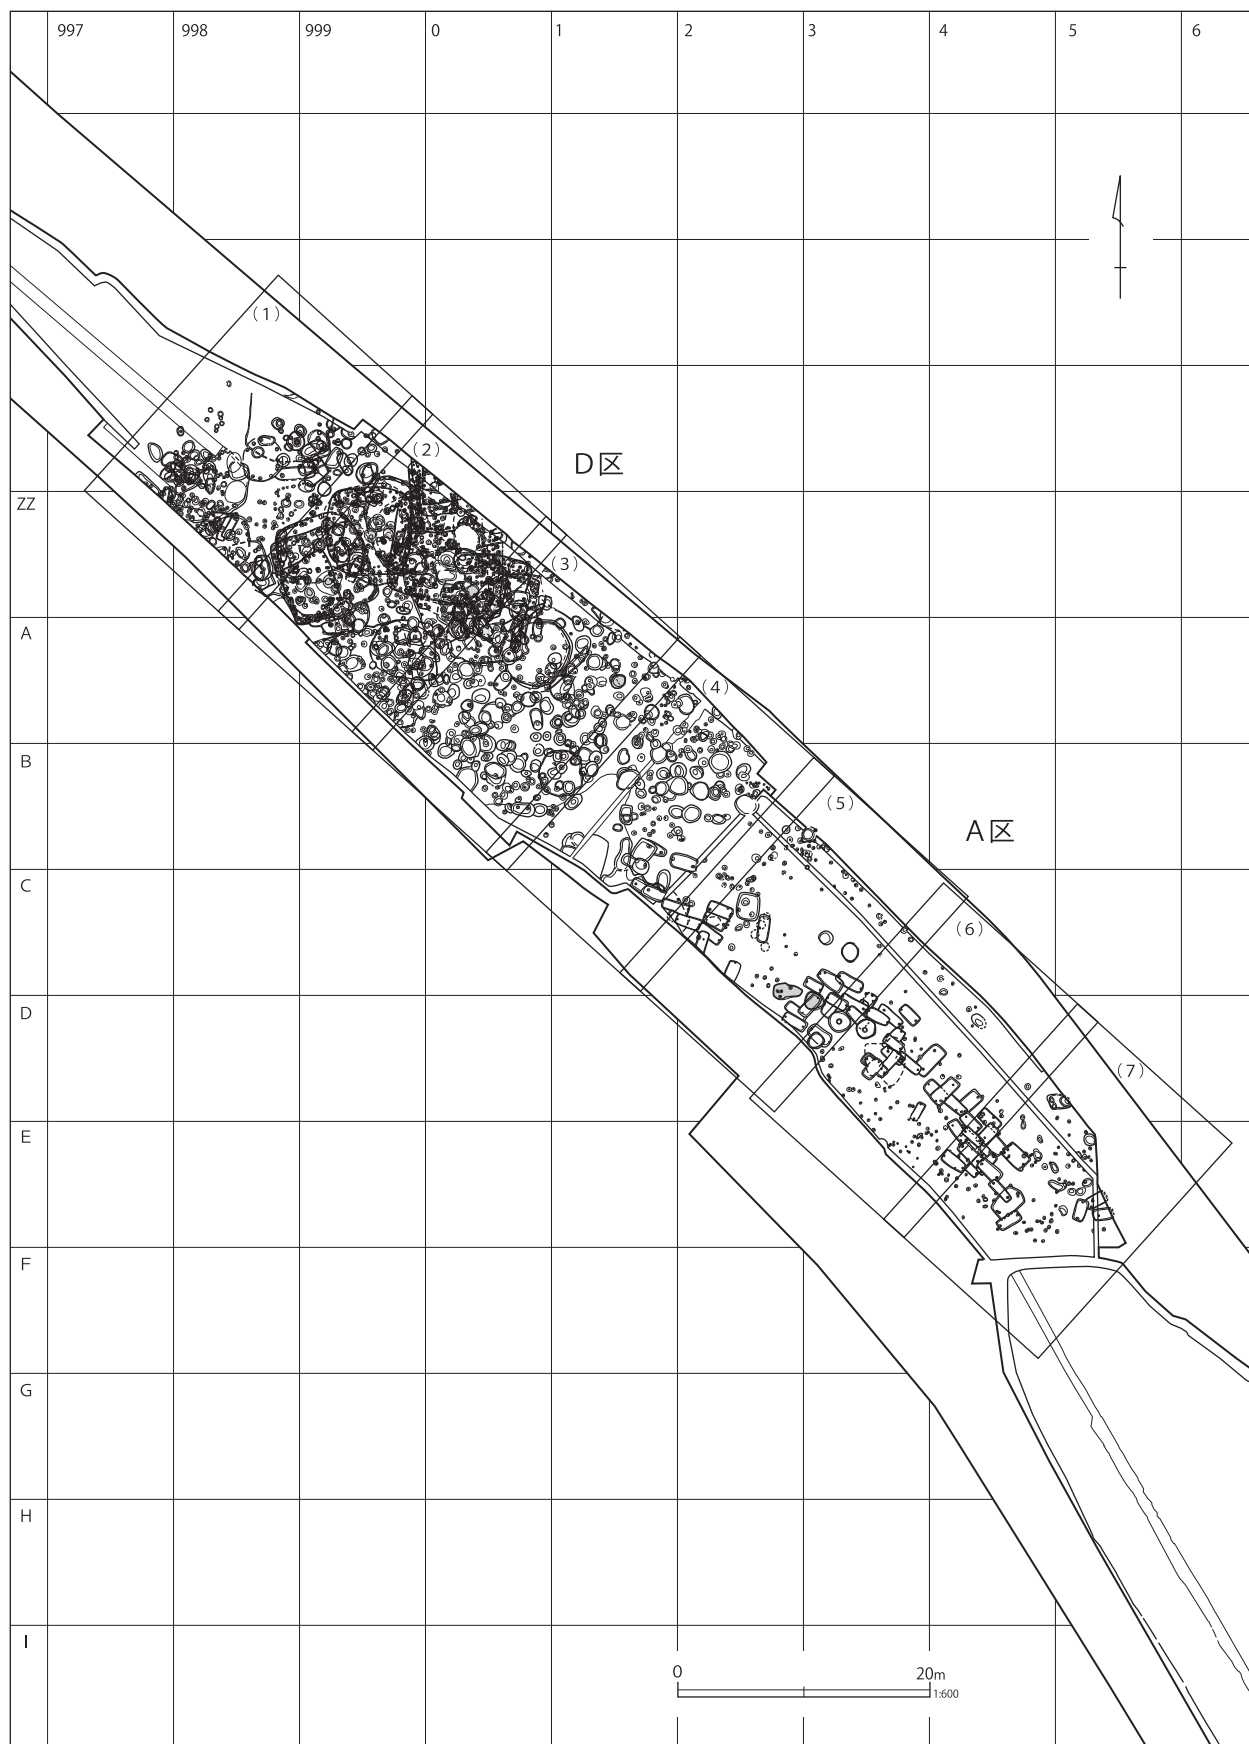 997 998 999 0 1 2 3 4 5 6
（1）
（2）
D区
ZZ
（3）
A
（4）
B
（5）
A区
C
（6）
D
（7）
E
F
G
H
I
0 20m
1:600